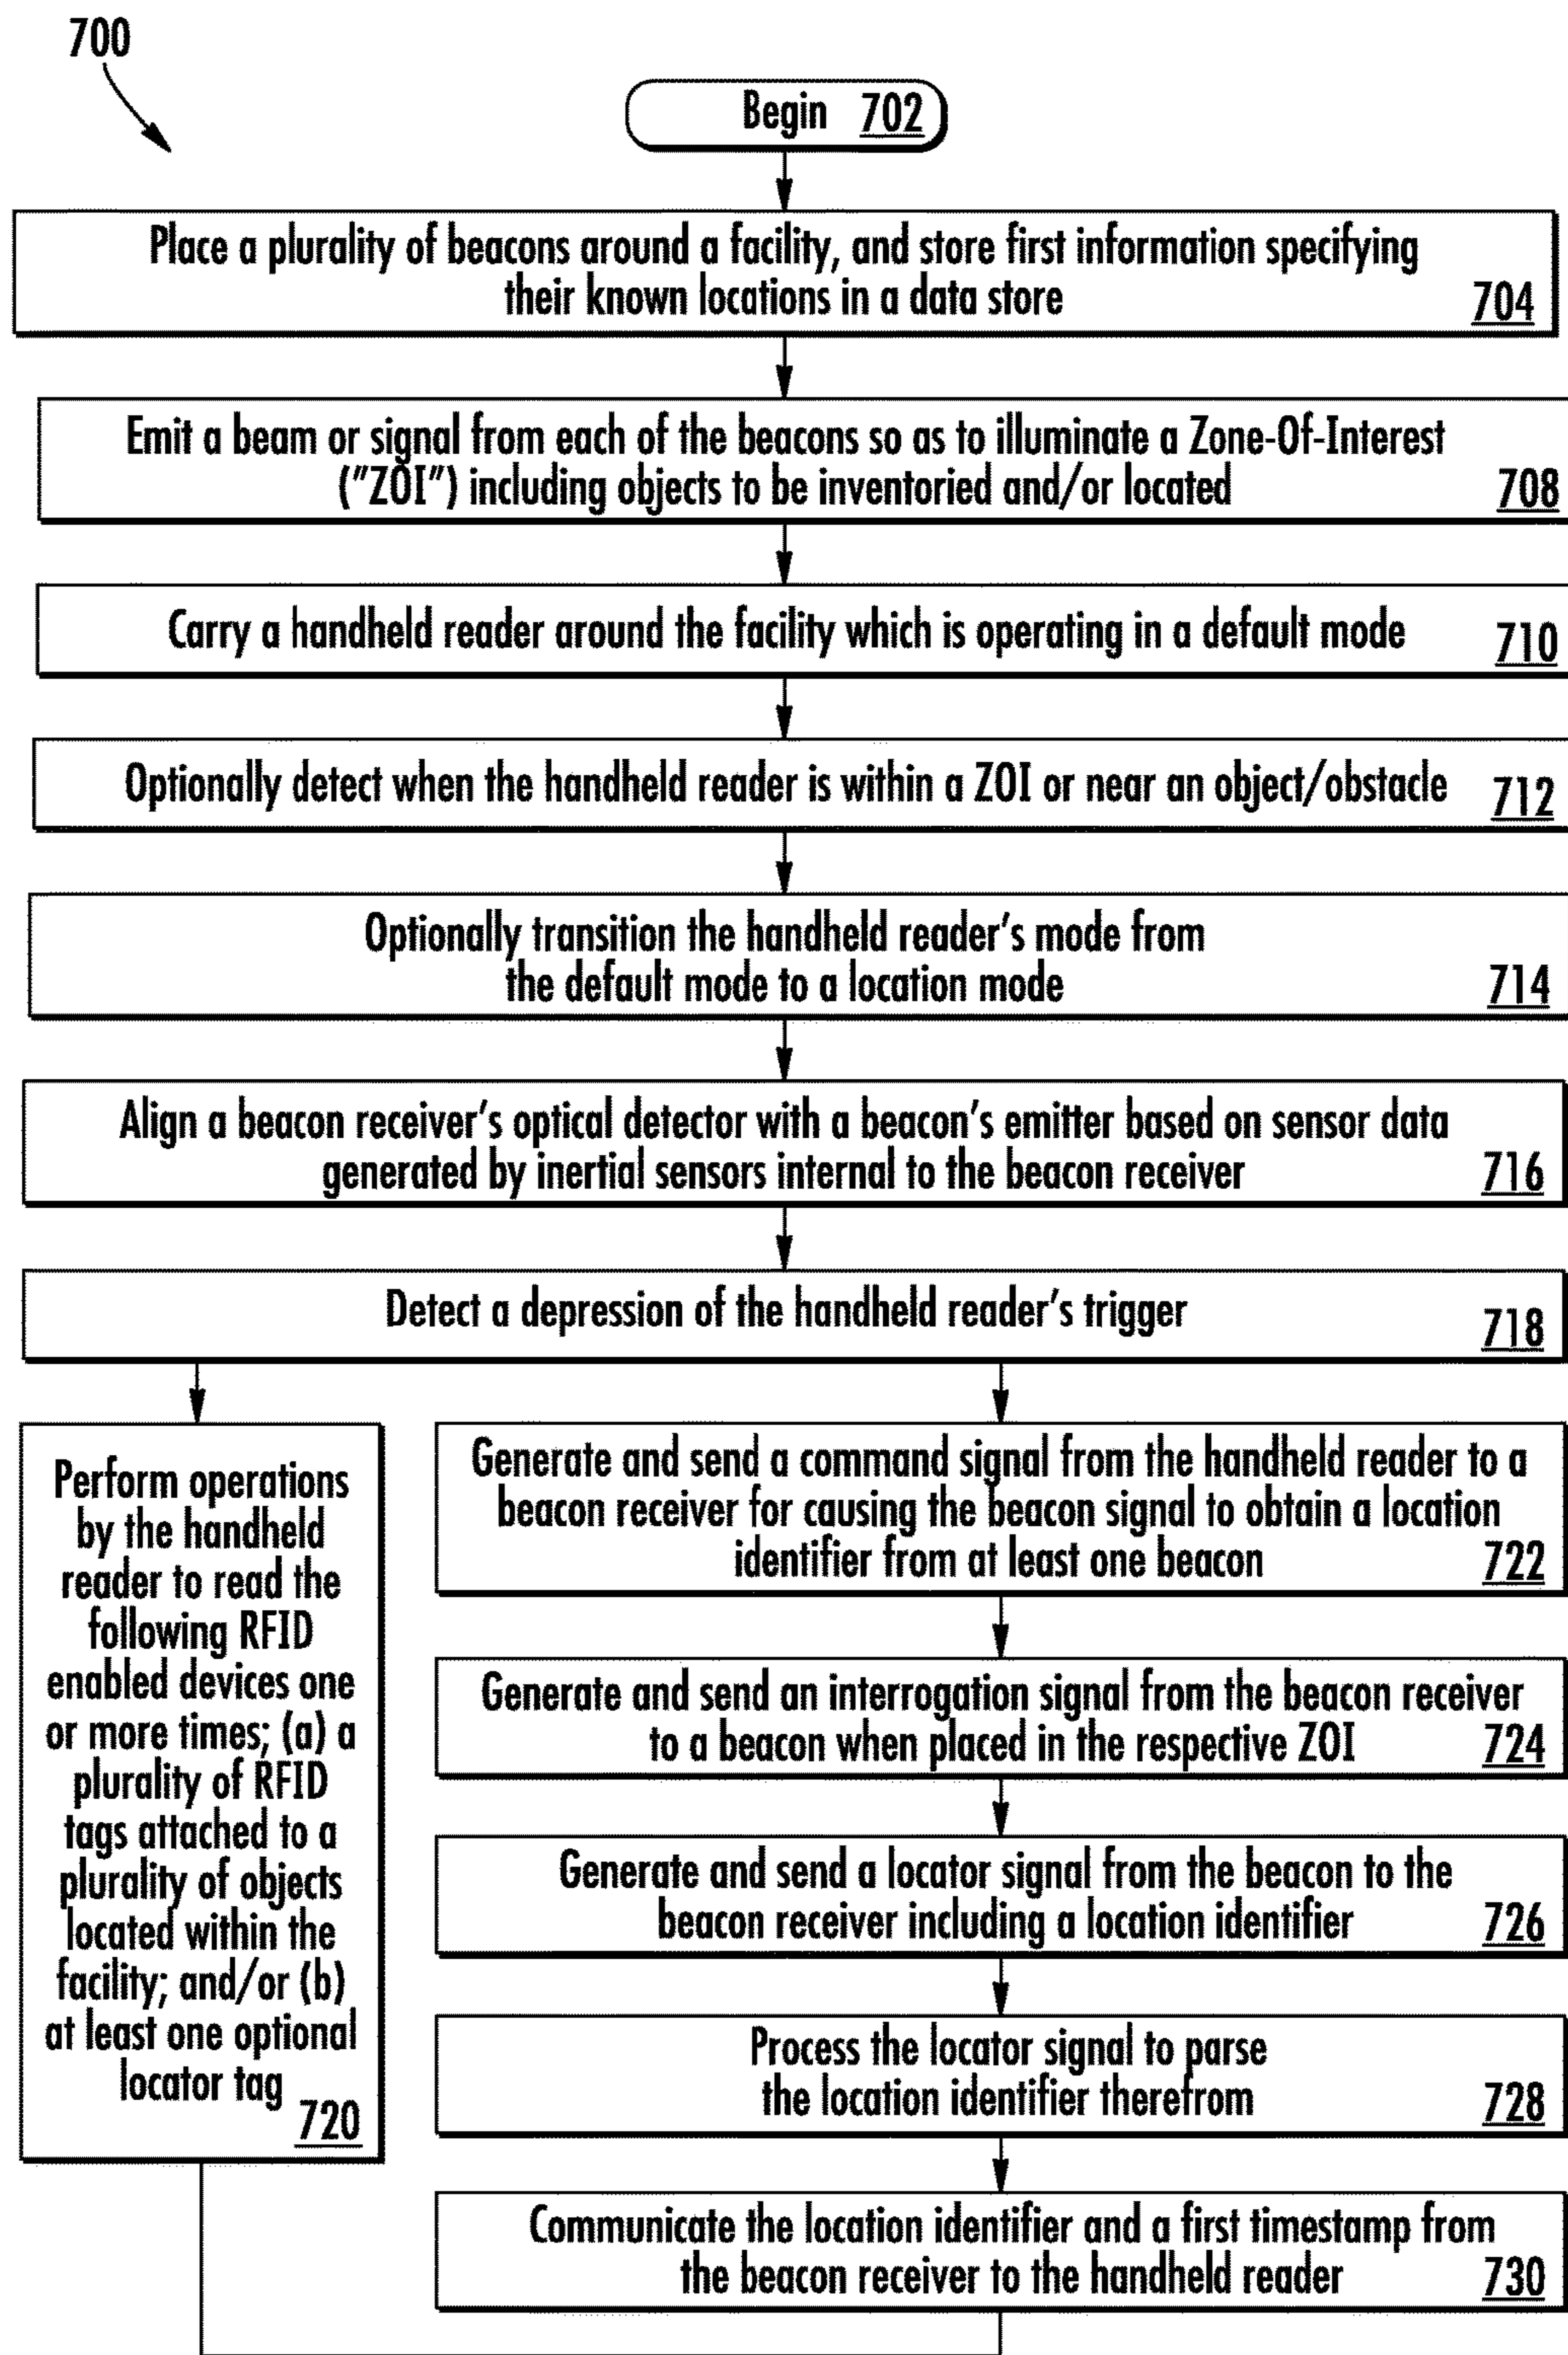 700
Begin 702
Place a plurality of beacons around a facility, and store first information specifying
their known locations in a data store
704
Emit a beam or signal from each of the beacons so as to illuminate a Zone-Of-Interest
("ZOI") including objects to be inventoried and/or located
708
Carry a handheld reader around the facility which is operating in a default mode
710
Optionally detect when the handheld reader is within a ZOI or near an object/obstacle
712
Optionally transition the handheld reader's mode from
the default mode to a location mode
714
Align a beacon receiver's optical detector with a beacon's emitter based on sensor data
generated by inertial sensors internal to the beacon receiver
716
Detect a depression of the handheld reader's trigger
718
Perform operations
by the handheld
reader to read the
following RFID
enabled devices one
or more times; (a) a
plurality of RFID
tags attached to a
plurality of objects
located within the
facility; and/or (b)
at least one optional
locator tag
720
Generate and send a command signal from the handheld reader to a
beacon receiver for causing the beacon signal to obtain a location
identifier from at least one beacon
722
Generate and send an interrogation signal from the beacon receiver
to a beacon when placed in the respective ZOI
724
Generate and send a locator signal from the beacon to the
beacon receiver including a location identifier
726
Process the locator signal to parse
the location identifier therefrom
728
Communicate the location identifier and a first timestamp from
the beacon receiver to the handheld reader
730